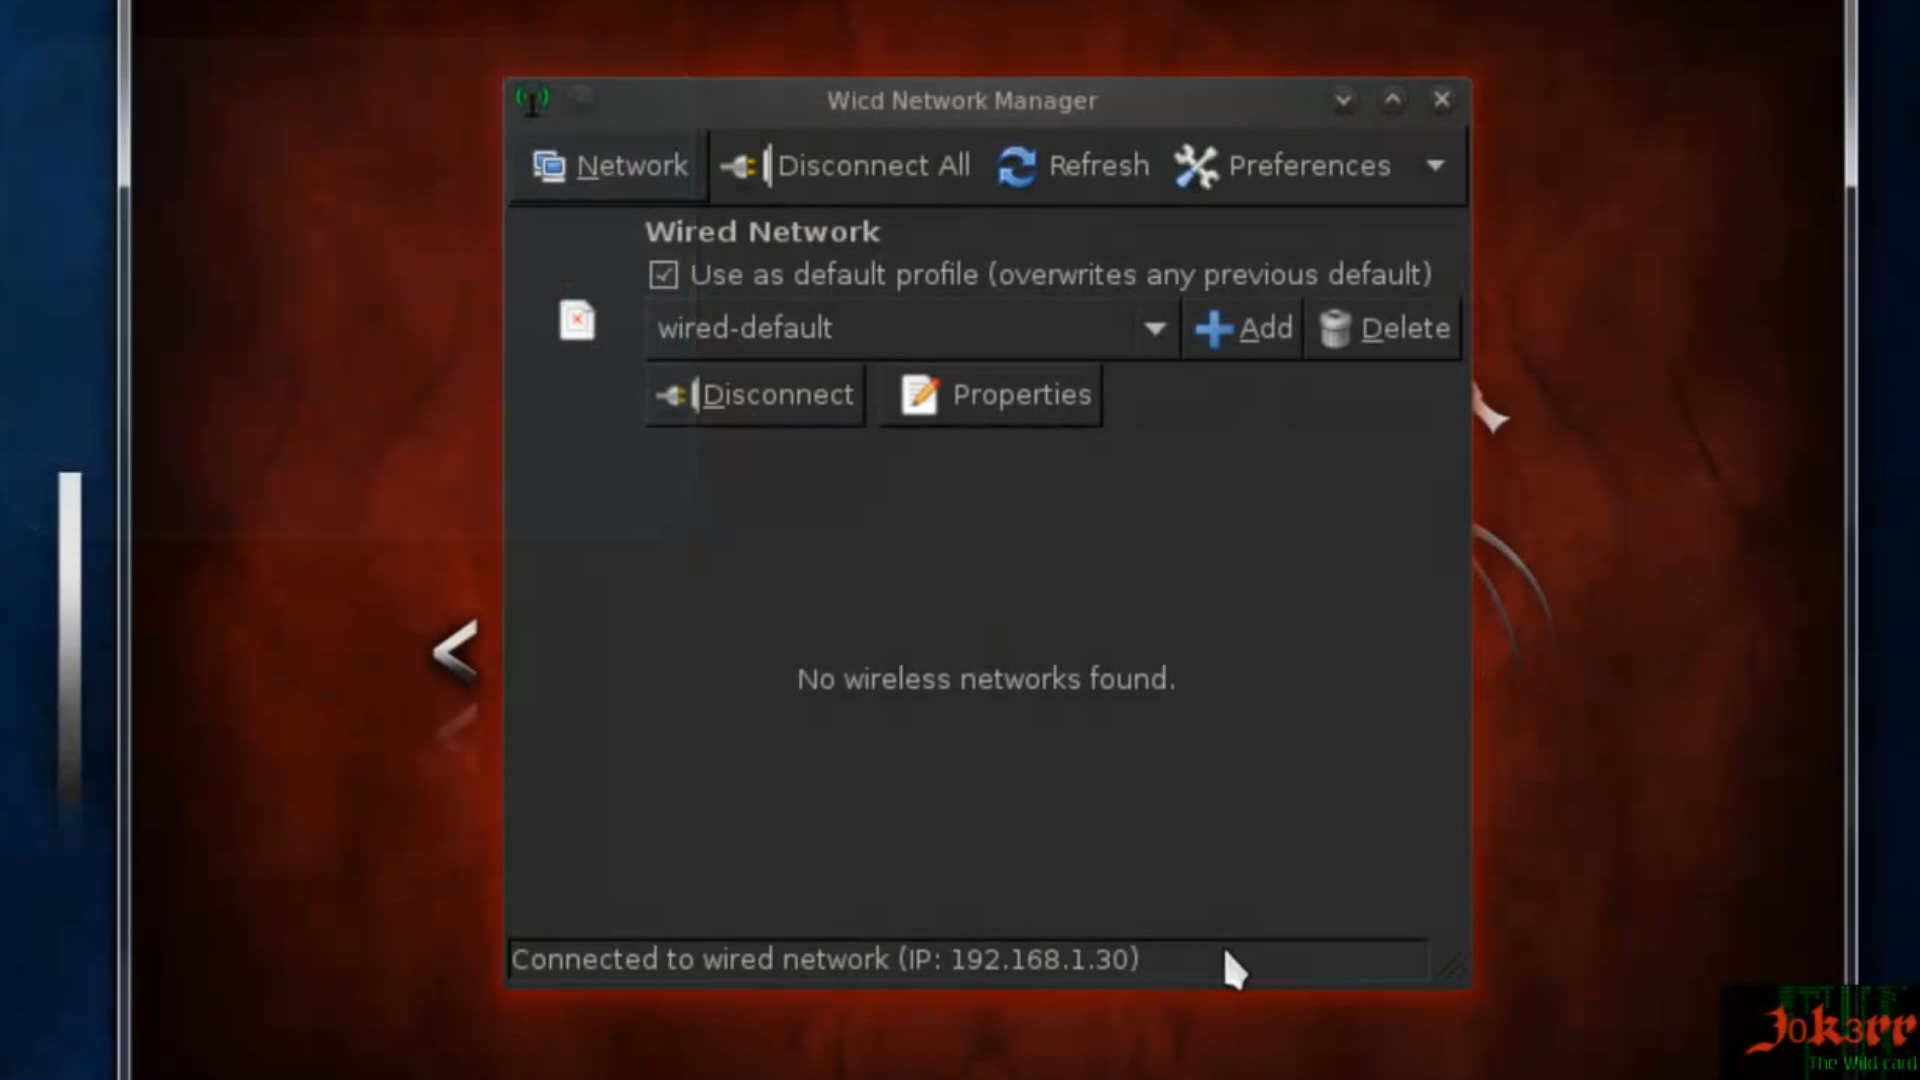 Wicd Network Manager
Network Disconnect All Refresh Preferences
Wired Network
Use as default profile (overwrites any previous default)
wired-default Add Delete
Disconnect Properties
No wireless networks found.
Connected to wired network (IP: 192.168.1.30)
J0k3rr
The Wild card